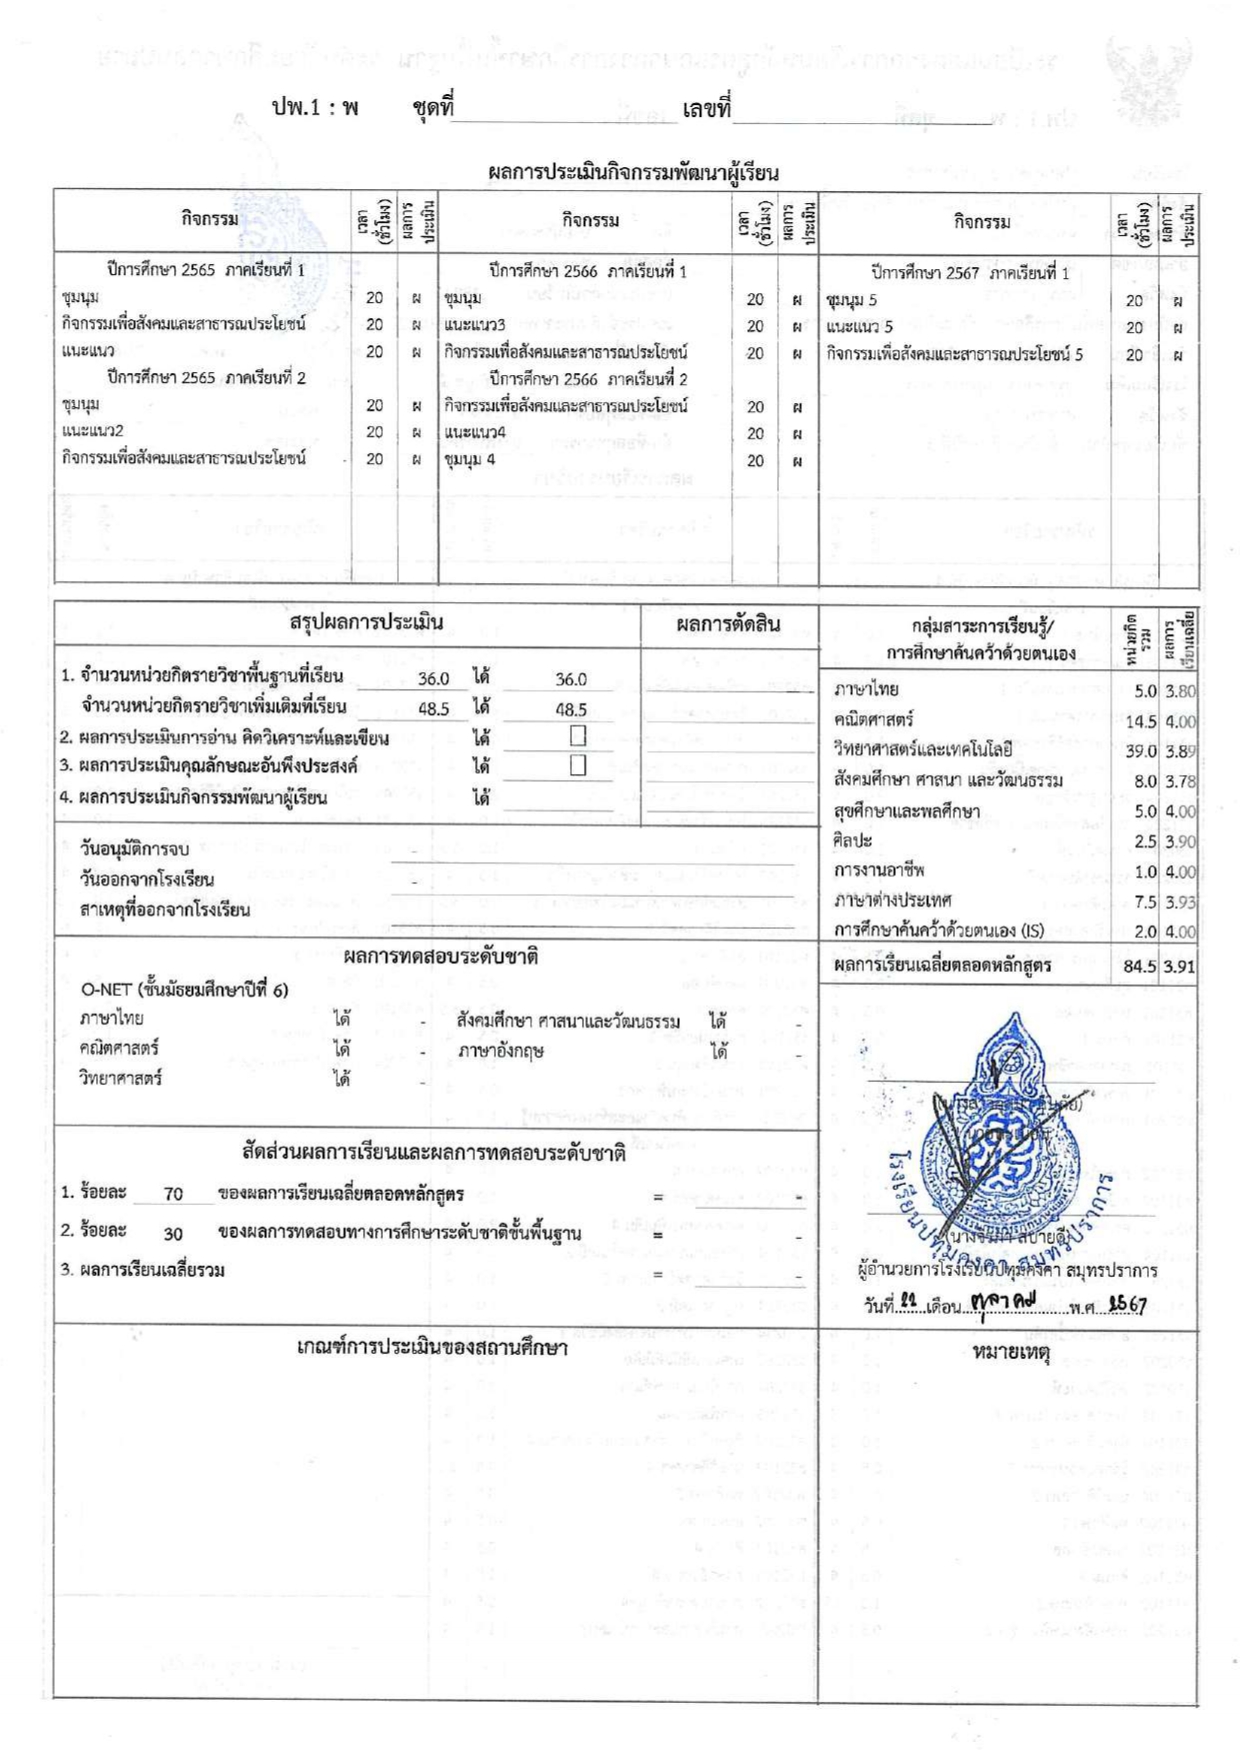 ปพ.1 : พ ชุดที่ เลขที่
ผลการประเมินกิจกรรมพัฒนาผู้เรียน
กิจกรรม เวลา (ชั่วโมง) ผลการประเมิน กิจกรรม เวลา (ชั่วโมง) ผลการประเมิน กิจกรรม เวลา (ชั่วโมง) ผลการประเมิน
ปีการศึกษา 2565 ภาคเรียนที่ 1 ปีการศึกษา 2566 ภาคเรียนที่ 1 ปีการศึกษา 2567 ภาคเรียนที่ 1
ชุมนุม 20 ผ ชุมนุม 20 ผ ชุมนุม 5 20 ผ
กิจกรรมเพื่อสังคมและสาธารณประโยชน์ 20 ผ แนะแนว3 20 ผ แนะแนว 5 20 ผ
แนะแนว 20 ผ กิจกรรมเพื่อสังคมและสาธารณประโยชน์ 20 ผ กิจกรรมเพื่อสังคมและสาธารณประโยชน์ 5 20 ผ
ปีการศึกษา 2565 ภาคเรียนที่ 2 ปีการศึกษา 2566 ภาคเรียนที่ 2
ชุมนุม 20 ผ กิจกรรมเพื่อสังคมและสาธารณประโยชน์ 20 ผ
แนะแนว2 20 ผ แนะแนว4 20 ผ
กิจกรรมเพื่อสังคมและสาธารณประโยชน์ 20 ผ ชุมนุม 4 20 ผ
สรุปผลการประเมิน ผลการตัดสิน
1. จำนวนหน่วยกิตรายวิชาพื้นฐานที่เรียน 36.0 ได้ 36.0
จำนวนหน่วยกิตรายวิชาเพิ่มเติมที่เรียน 48.5 ได้ 48.5
2. ผลการประเมินการอ่าน คิดวิเคราะห์และเขียน ได้
3. ผลการประเมินคุณลักษณะอันพึงประสงค์ ได้
4. ผลการประเมินกิจกรรมพัฒนาผู้เรียน ได้
วันอนุมัติการจบ
วันออกจากโรงเรียน -
สาเหตุที่ออกจากโรงเรียน
กลุ่มสาระการเรียนรู้/ หน่วยกิตรวม ผลการเรียนเฉลี่ย
การศึกษาค้นคว้าด้วยตนเอง
ภาษาไทย 5.0 3.80
คณิตศาสตร์ 14.5 4.00
วิทยาศาสตร์และเทคโนโลยี 39.0 3.89
สังคมศึกษา ศาสนา และวัฒนธรรม 8.0 3.78
สุขศึกษาและพลศึกษา 5.0 4.00
ศิลปะ 2.5 3.90
การงานอาชีพ 1.0 4.00
ภาษาต่างประเทศ 7.5 3.93
การศึกษาค้นคว้าด้วยตนเอง (IS) 2.0 4.00
ผลการเรียนเฉลี่ยตลอดหลักสูตร 84.5 3.91
ผลการทดสอบระดับชาติ
O-NET (ชั้นมัธยมศึกษาปีที่ 6)
ภาษาไทย ได้ - สังคมศึกษา ศาสนาและวัฒนธรรม ได้ -
คณิตศาสตร์ ได้ - ภาษาอังกฤษ ได้ -
วิทยาศาสตร์ ได้ -
สัดส่วนผลการเรียนและผลการทดสอบระดับชาติ
1. ร้อยละ 70 ของผลการเรียนเฉลี่ยตลอดหลักสูตร = -
2. ร้อยละ 30 ของผลการทดสอบทางการศึกษาระดับชาติขั้นพื้นฐาน = -
3. ผลการเรียนเฉลี่ยรวม = -
นายทะเบียน
โรงเรียนปทุมคงคา สมุทรปราการ
ผู้อำนวยการโรงเรียนปทุมคงคา สมุทรปราการ
วันที่ 22 เดือน ตุลาคม พ.ศ. 2567
เกณฑ์การประเมินของสถานศึกษา หมายเหตุ